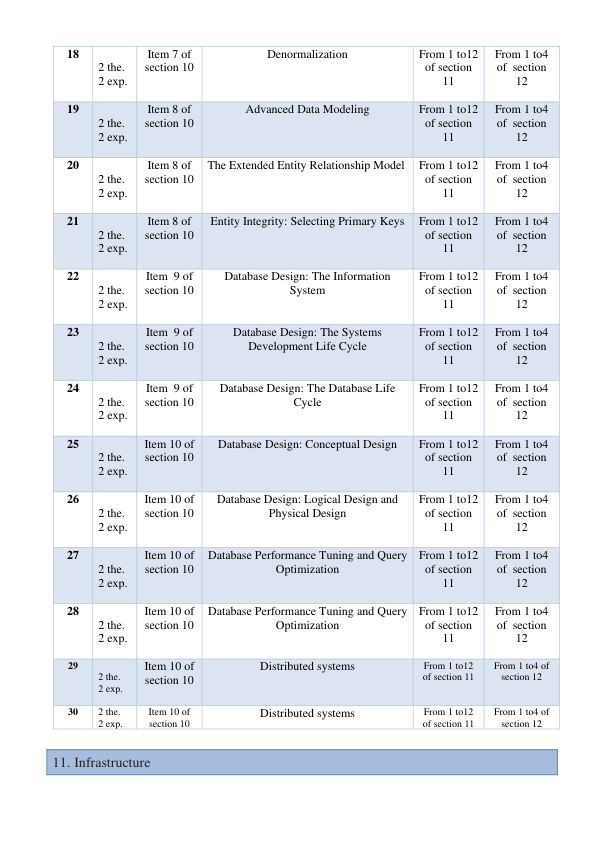 18 2 the. 2 exp. Item 7 of section 10 Denormalization From 1 to12 of section 11 From 1 to4 of section 12
19 2 the. 2 exp. Item 8 of section 10 Advanced Data Modeling From 1 to12 of section 11 From 1 to4 of section 12
20 2 the. 2 exp. Item 8 of section 10 The Extended Entity Relationship Model From 1 to12 of section 11 From 1 to4 of section 12
21 2 the. 2 exp. Item 8 of section 10 Entity Integrity: Selecting Primary Keys From 1 to12 of section 11 From 1 to4 of section 12
22 2 the. 2 exp. Item 9 of section 10 Database Design: The Information System From 1 to12 of section 11 From 1 to4 of section 12
23 2 the. 2 exp. Item 9 of section 10 Database Design: The Systems Development Life Cycle From 1 to12 of section 11 From 1 to4 of section 12
24 2 the. 2 exp. Item 9 of section 10 Database Design: The Database Life Cycle From 1 to12 of section 11 From 1 to4 of section 12
25 2 the. 2 exp. Item 10 of section 10 Database Design: Conceptual Design From 1 to12 of section 11 From 1 to4 of section 12
26 2 the. 2 exp. Item 10 of section 10 Database Design: Logical Design and Physical Design From 1 to12 of section 11 From 1 to4 of section 12
27 2 the. 2 exp. Item 10 of section 10 Database Performance Tuning and Query Optimization From 1 to12 of section 11 From 1 to4 of section 12
28 2 the. 2 exp. Item 10 of section 10 Database Performance Tuning and Query Optimization From 1 to12 of section 11 From 1 to4 of section 12
29 2 the. 2 exp. Item 10 of section 10 Distributed systems From 1 to12 of section 11 From 1 to4 of section 12
30 2 the. 2 exp. Item 10 of section 10 Distributed systems From 1 to12 of section 11 From 1 to4 of section 12
11. Infrastructure